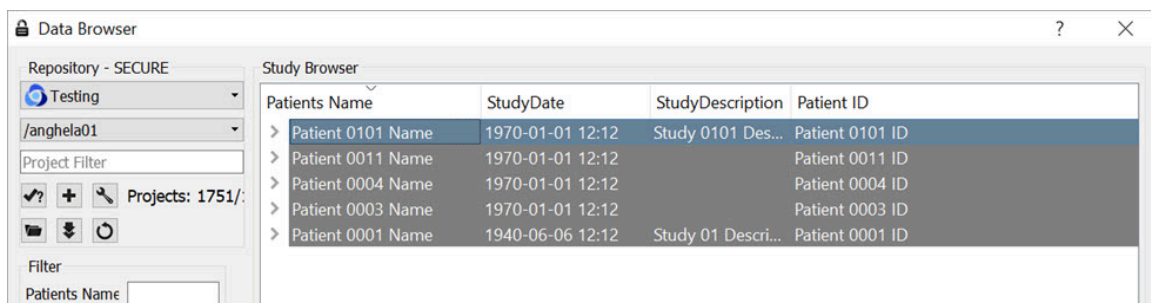 Data Browser ? ×
Repository - SECURE
Testing
/anghela01
Project Filter
Projects: 1751/
Filter
Patients Name
Study Browser
Patients Name StudyDate StudyDescription Patient ID
Patient 0101 Name 1970-01-01 12:12 Study 0101 Des... Patient 0101 ID
Patient 0011 Name 1970-01-01 12:12 Patient 0011 ID
Patient 0004 Name 1970-01-01 12:12 Patient 0004 ID
Patient 0003 Name 1970-01-01 12:12 Patient 0003 ID
Patient 0001 Name 1940-06-06 12:12 Study 01 Descri... Patient 0001 ID